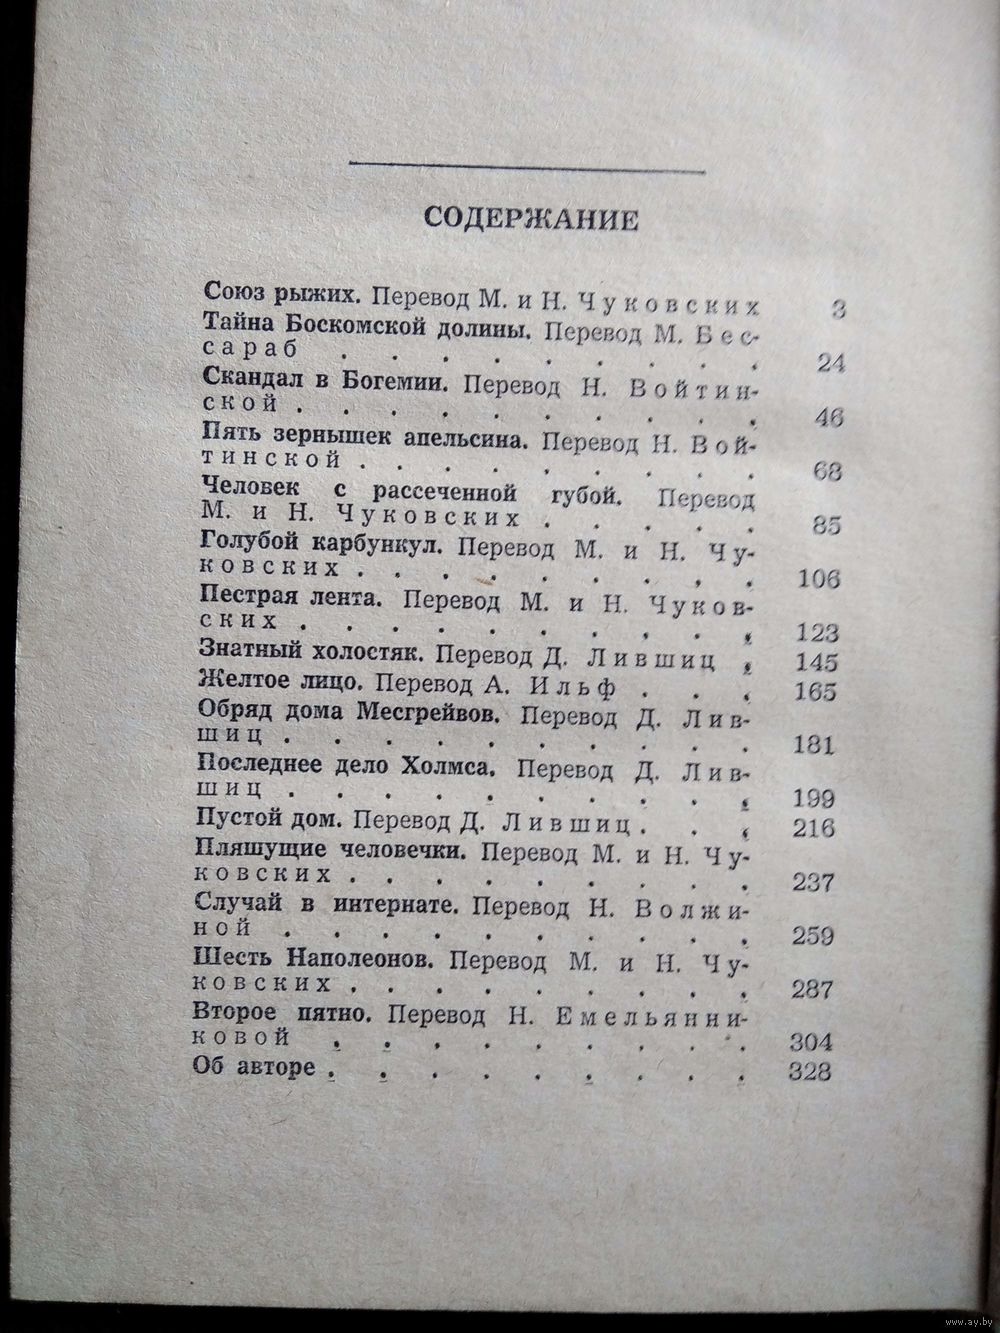 СОДЕРЖАНИЕ
Союз рыжих. Перевод М. и Н. Чуковских 3
Тайна Боскомской долины. Перевод М. Бес-
сараб . . . . . . . . . 24
Скандал в Богемии. Перевод Н. Войтин-
ской . . . . . . . . . . 46
Пять зернышек апельсина. Перевод Н. Вой-
тинской . . . . . . . . . 68
Человек с рассеченной губой. Перевод
М. и Н. Чуковских . . . . . 85
Голубой карбункул. Перевод М. и Н. Чу-
ковских . . . . . . . . . 106
Пестрая лента. Перевод М. и Н. Чуков-
ских . . . . . . . . . . 123
Знатный холостяк. Перевод Д. Лившиц . 145
Желтое лицо. Перевод А. Ильф . . . 165
Обряд дома Месгрейвов. Перевод Д. Лив-
шиц . . . . . . . . . . 181
Последнее дело Холмса. Перевод Д. Лив-
шиц . . . . . . . . . . 199
Пустой дом. Перевод Д. Лившиц . . . 216
Пляшущие человечки. Перевод М. и Н. Чу-
ковских . . . . . . . . . 237
Случай в интернате. Перевод Н. Волжи-
ной . . . . . . . . . . 259
Шесть Наполеонов. Перевод М. и Н. Чу-
ковских . . . . . . . . . 287
Второе пятно. Перевод Н. Емельянни-
ковой . . . . . . . . . 304
Об авторе . . . . . . . . . 328
www.ay.by